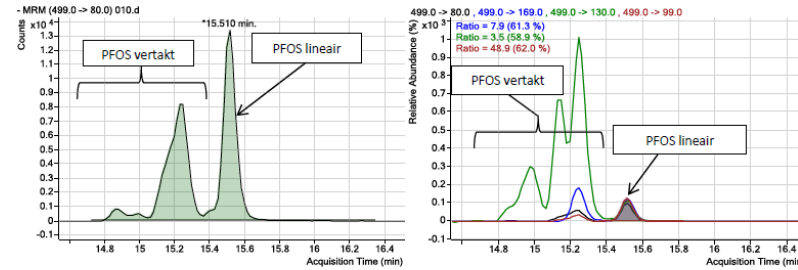 - MRM (499.0 -> 80.0) 010.d
Counts
x10 4
*15.510 min.
1.4
1.3
1.2
1.1
1
0.9
0.8
0.7
0.6
0.5
0.4
0.3
0.2
0.1
0
-0.1
PFOS vertakt
PFOS lineair
14.8 15 15.2 15.4 15.6 15.8 16 16.2 16.4
Acquisition Time (min)
499.0 -> 80.0 , 499.0 -> 169.0 , 499.0 -> 130.0 , 499.0 -> 99.0
Relative Abundance (%)
x10 3
Ratio = 7.9 (61.3 %)
Ratio = 3.5 (58.9 %)
Ratio = 48.9 (62.0 %)
1
0.9
0.8
0.7
0.6
0.5
0.4
0.3
0.2
0.1
0
-0.1
PFOS vertakt
PFOS lineair
14.8 15 15.2 15.4 15.6 15.8 16 16.2 16.4
Acquisition Time (min)